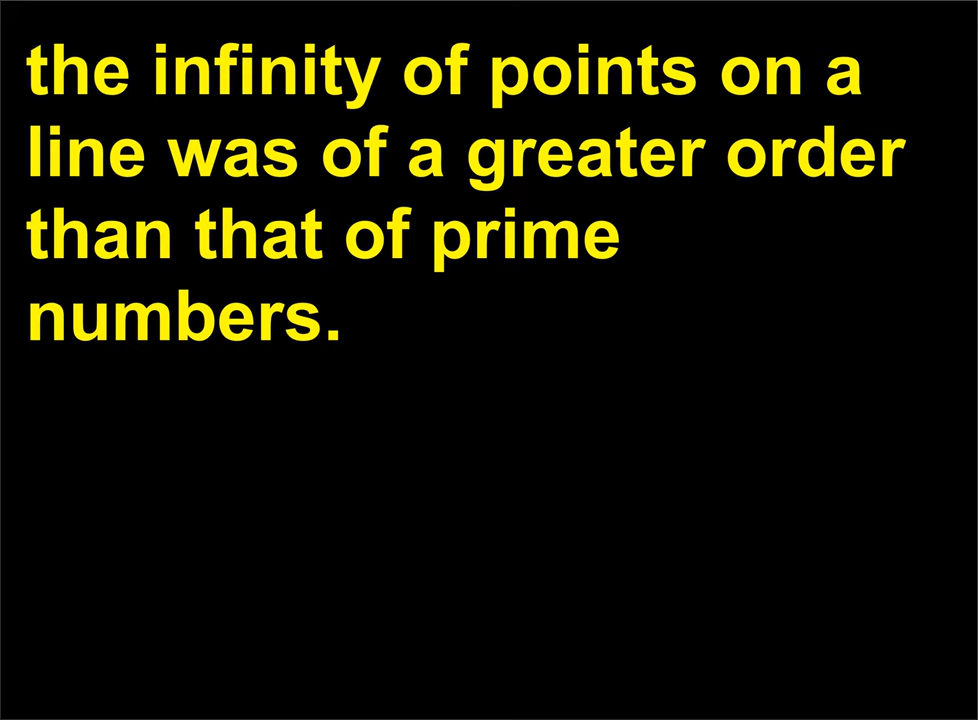 the infinity of points on a
line was of a greater order
than that of prime
numbers.